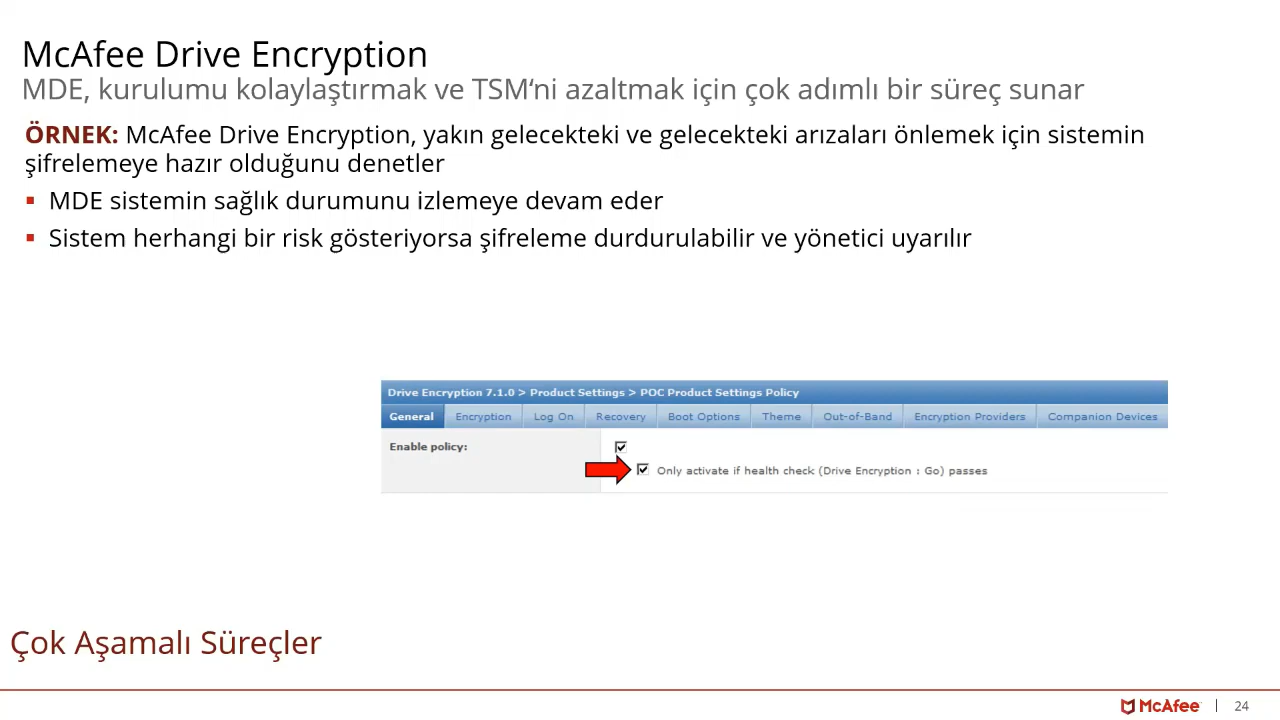 McAfee Drive Encryption
MDE, kurulumu kolaylaştırmak ve TSM‘ni azaltmak için çok adımlı bir süreç sunar
ÖRNEK: McAfee Drive Encryption, yakın gelecekteki ve gelecekteki arızaları önlemek için sistemin
şifrelemeye hazır olduğunu denetler
▪ MDE sistemin sağlık durumunu izlemeye devam eder
▪ Sistem herhangi bir risk gösteriyorsa şifreleme durdurulabilir ve yönetici uyarılır
Drive Encryption 7.1.0 > Product Settings > POC Product Settings Policy
General Encryption Log On Recovery Boot Options Theme Out-of-Band Encryption Providers Companion Devices
Enable policy:
Only activate if health check (Drive Encryption : Go) passes
Çok Aşamalı Süreçler
McAfee | 24